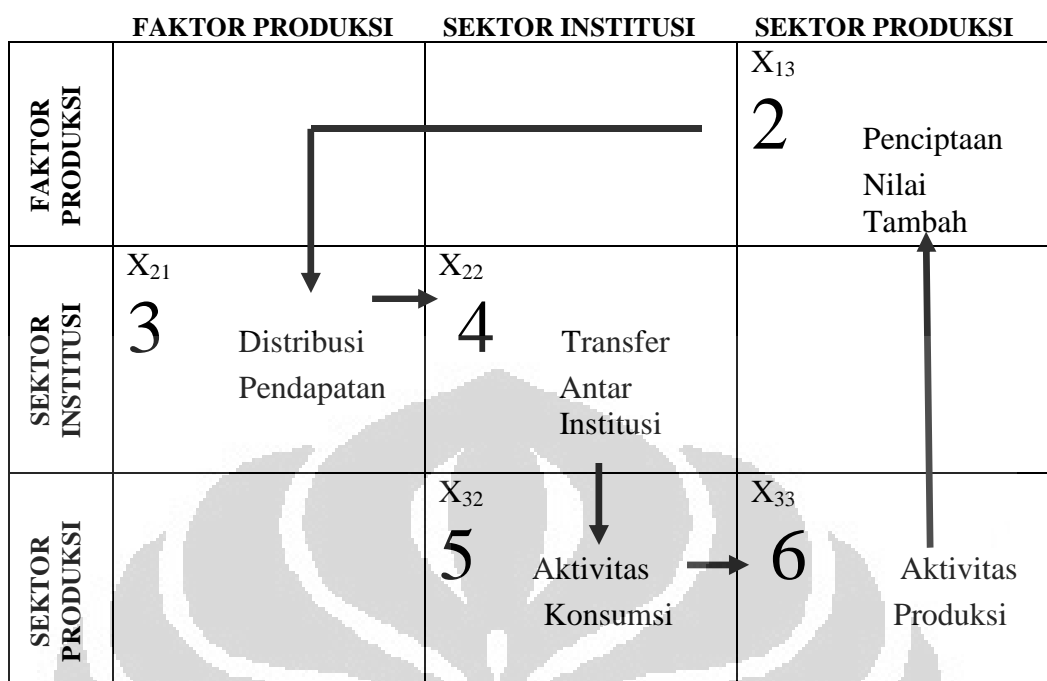 FAKTOR PRODUKSI SEKTOR INSTITUSI SEKTOR PRODUKSI
FAKTOR
PRODUKSI
X13
2
Penciptaan
Nilai
Tambah
SEKTOR
INSTITUSI
X21
3
Distribusi
Pendapatan
X22
4
Transfer
Antar
Institusi
SEKTOR
PRODUKSI
X32
5
Aktivitas
Konsumsi
X33
6
Aktivitas
Produksi